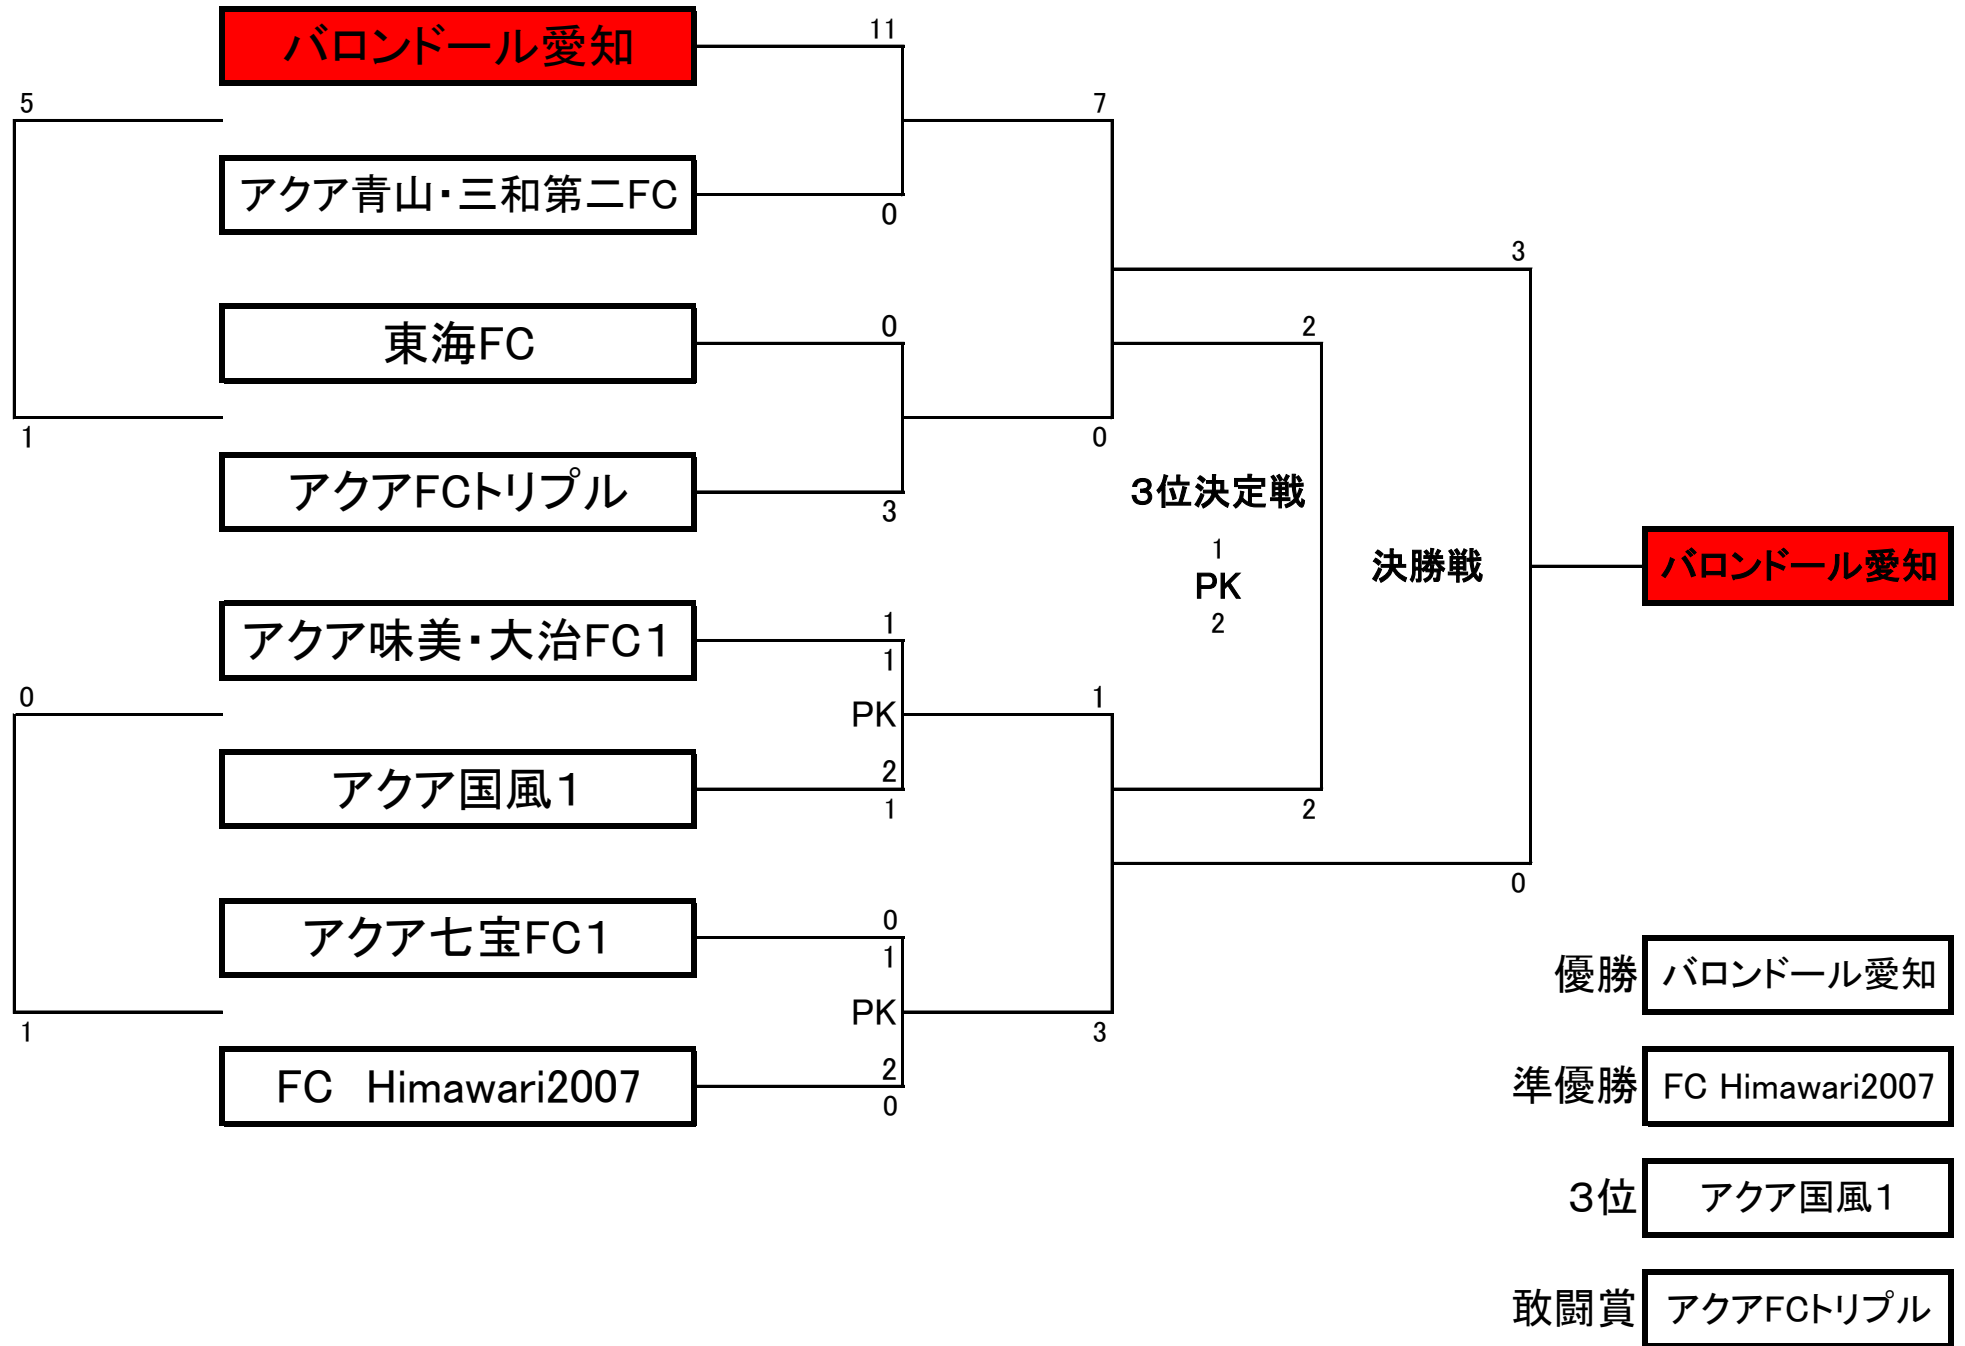 バロンドール愛知
11
5
7
アクア青山・三和第二FC
0
3
東海FC
0
2
1
0
アクアFCトリプル
3
3位決定戦
1
PK
2
決勝戦
バロンドール愛知
アクア味美・大治FC1
1
1
0
PK
1
アクア国風1
2
1
2
0
アクア七宝FC1
0
1
優勝 バロンドール愛知
PK
1
3
FC Himawari2007
2
0
準優勝 FC Himawari2007
3位 アクア国風1
敢闘賞 アクアFCトリプル